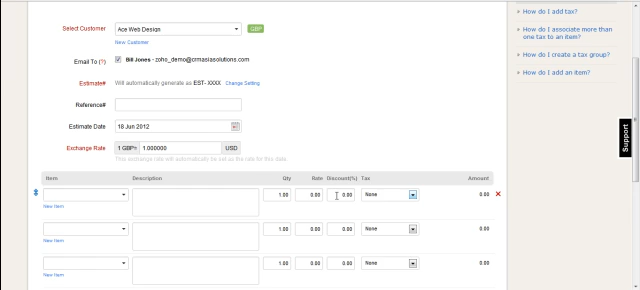 Select Customer Ace Web Design GBP
New Customer
Email To (?) Bill Jones - zoho_demo@crmasiasolutions.com
Estimate# Will automatically generate as EST- XXXX Change Setting
Reference#
Estimate Date 18 Jun 2012
Exchange Rate 1 GBP= 1.000000 USD
This exchange rate will automatically be set as the rate for this date.
Item Description Qty Rate Discount(%) Tax Amount
1.00 0.00 0.00 None 0.00
New Item
1.00 0.00 0.00 None 0.00
New Item
1.00 0.00 0.00 None 0.00
New Item
How do I add tax?
How do I associate more than
one tax to an item?
How do I create a tax group?
How do I add an item?
Support